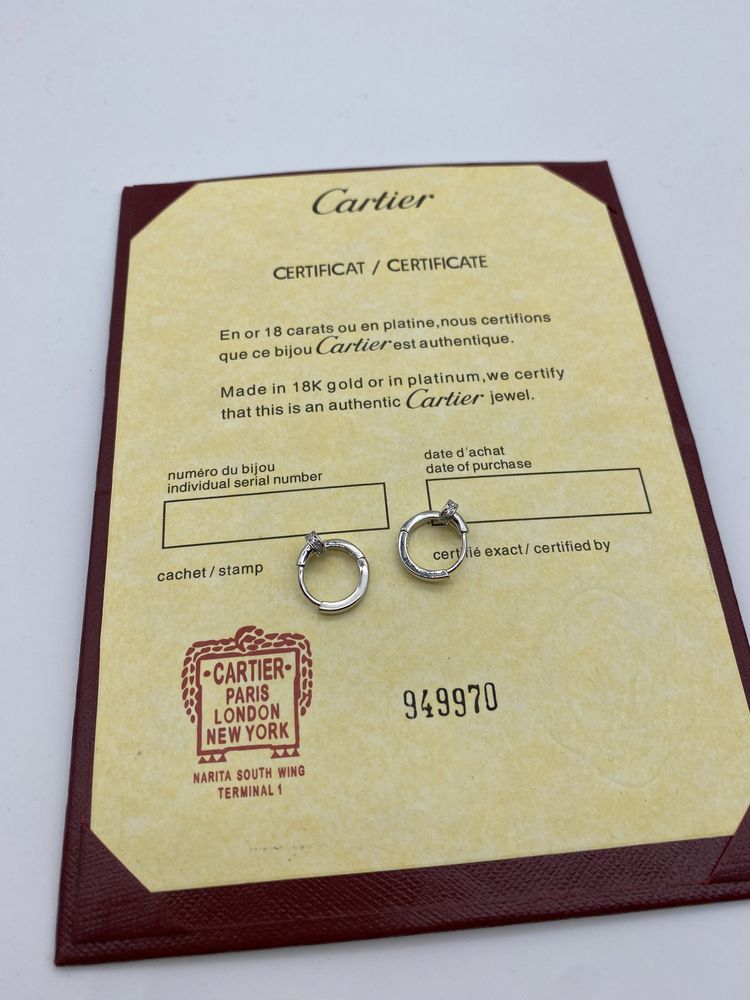 Cartier
CERTIFICAT / CERTIFICATE
En or 18 carats ou en platine,nous certifions
que ce bijou Cartier est authentique.
Made in 18K gold or in platinum,we certify
that this is an authentic Cartier jewel.
numéro du bijou
individual serial number
date d'achat
date of purchase
cachet / stamp
certifié exact / certified by
CARTIER
PARIS
LONDON
NEW YORK
NARITA SOUTH WING
TERMINAL 1
949970